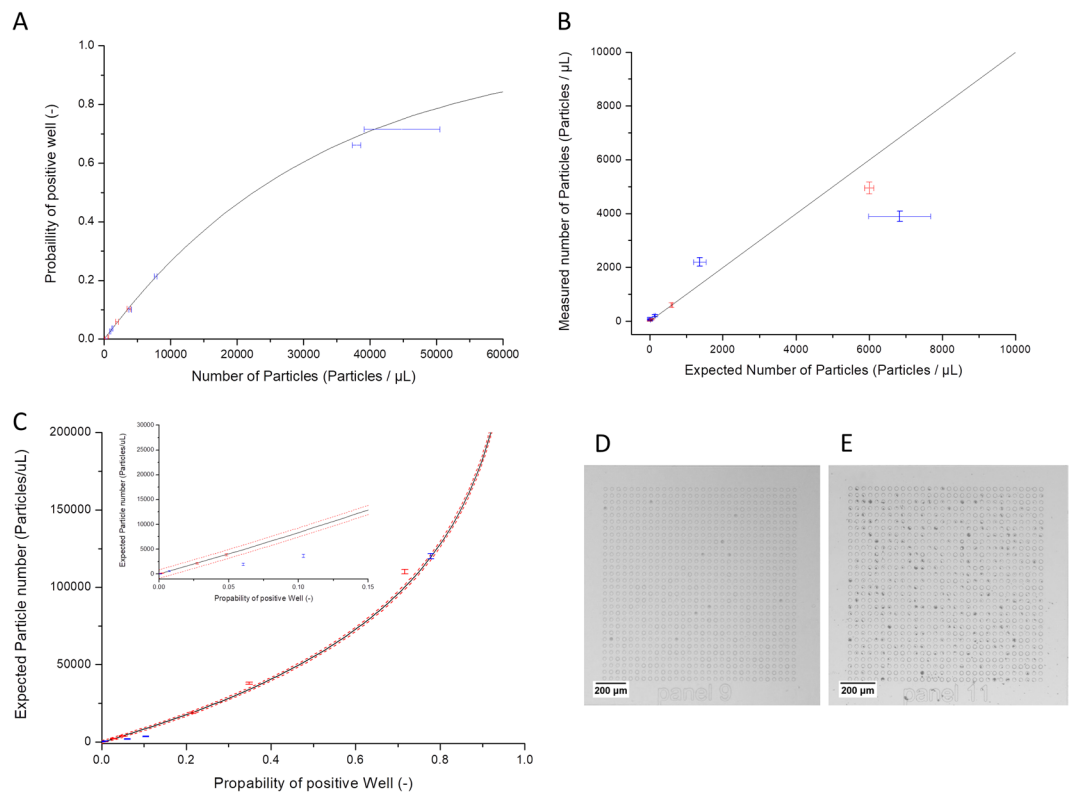 A
1.0
0.8
0.6
0.4
0.2
0.0
0
10000
20000
30000
40000
50000
60000
Probaillity of positive well (-)
Number of Particles (Particles / µL)
B
10000
8000
6000
4000
2000
0
0
2000
4000
6000
8000
10000
Measured number of Particles (Particles / µL)
Expected Number of Particles (Particles / µL)
C
200000
150000
100000
50000
0
0.0
0.2
0.4
0.6
0.8
1.0
Expected Particle number (Particles/uL)
Propability of positive Well (-)
30000
25000
20000
15000
10000
5000
0
0.00
0.05
0.10
0.15
Expected Particle number (Particles/uL)
Propability of positive Well (-)
D
200 µm
panel 9
E
200 µm
panel 11